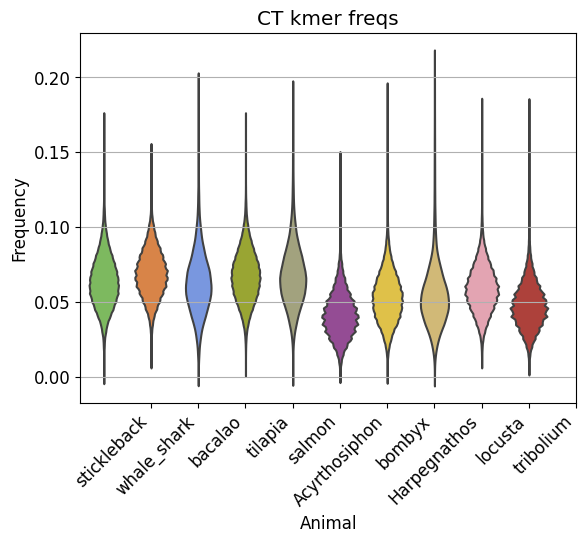 CT kmer freqs
Frequency
0.20
0.15
0.10
0.05
0.00
stickleback
whale_shark
bacalao
tilapia
salmon
Acyrthosiphon
bombyx
Harpegnathos
locusta
tribolium
Animal